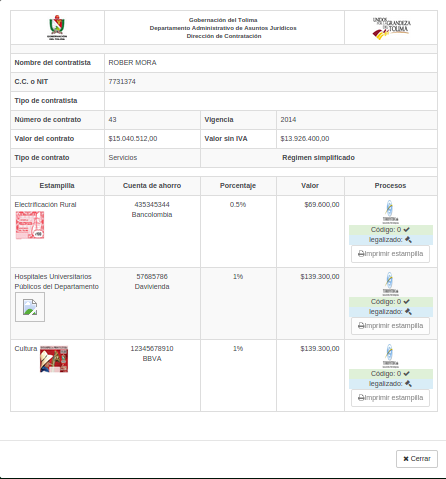 Gobernación del Tolima
Departamento Administrativo de Asuntos Jurídicos
Dirección de Contratación
UNIDOS POR LA GRANDEZA DEL TOLIMA
Nombre del contratista ROBER MORA
C.C. o NIT 7731374
Tipo de contratista
Número de contrato 43 Vigencia 2014
Valor del contrato $15.040.512,00 Valor sin IVA $13.926.400,00
Tipo de contrato Servicios Régimen simplificado
Estampilla Cuenta de ahorro Porcentaje Valor Procesos
Electrificación Rural 435345344 0.5% $69.600,00
Bancolombia
Código: 0
legalizado:
Imprimir estampilla
Hospitales Universitarios 57685786 1% $139.300,00
Públicos del Departamento Davivienda
Código: 0
legalizado:
Imprimir estampilla
Cultura 12345678910 1% $139.300,00
BBVA
Código: 0
legalizado:
Imprimir estampilla
Cerrar